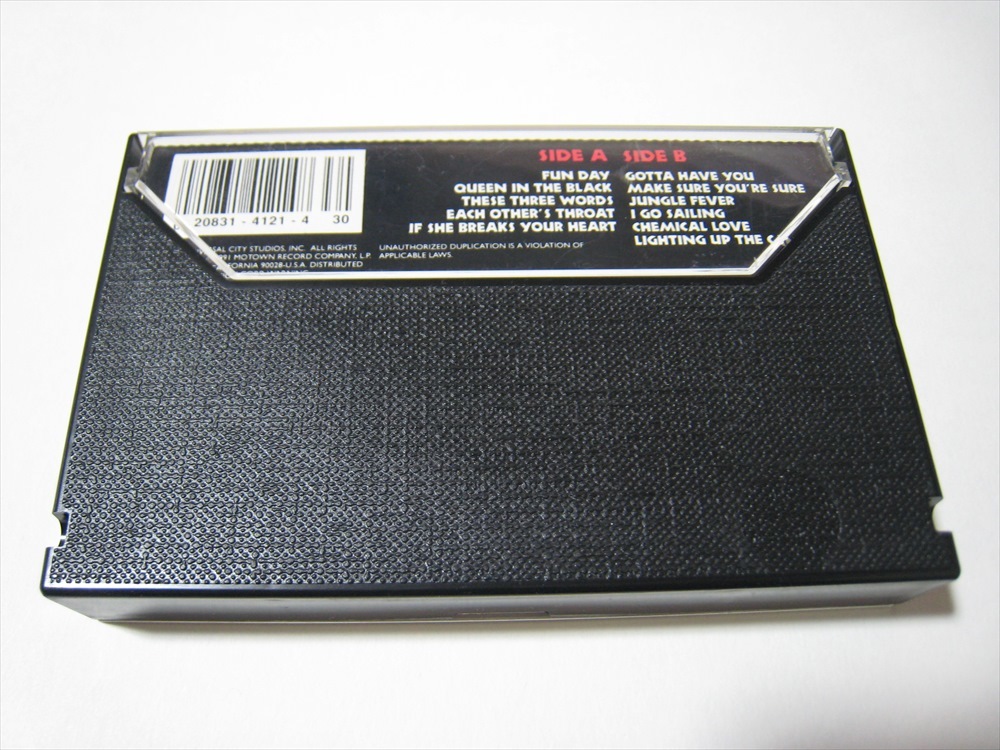 SIDE A SIDE B
FUN DAY
QUEEN IN THE BLACK
THESE THREE WORDS
EACH OTHER'S THROAT
IF SHE BREAKS YOUR HEART
GOTTA HAVE YOU
MAKE SURE YOU'RE SURE
JUNGLE FEVER
I GO SAILING
CHEMICAL LOVE
LIGHTING UP THE
20831-4121-4 30
CITY STUDIOS, INC. ALL RIGHTS
MOTOWN RECORD COMPANY, L.P.
90028-U.S.A. DISTRIBUTED
UNAUTHORIZED DUPLICATION IS A VIOLATION OF
APPLICABLE LAWS.